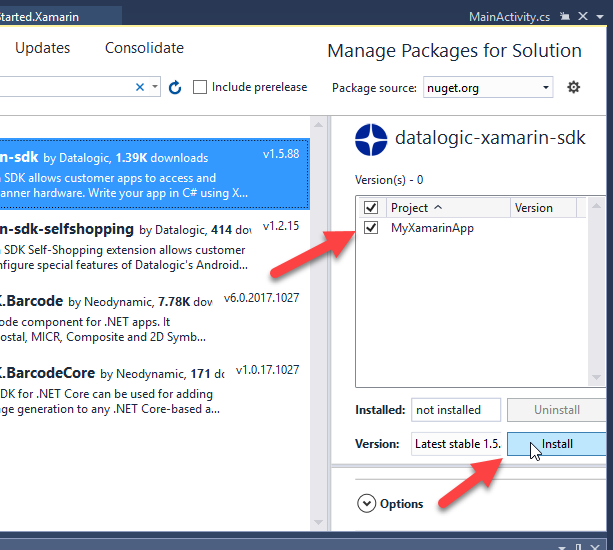 Started.Xamarin
MainActivity.cs
Updates
Consolidate
Manage Packages for Solution
Include prerelease
Package source:
nuget.org
n-sdk by Datalogic, 1.39K downloads
v1.5.88
SDK allows customer apps to access and
anner hardware. Write your app in C# using X...
n-sdk-selfshopping by Datalogic, 414 do
v1.2.15
SDK Self-Shopping extension allows customer
nfigure special features of Datalogic's Android...
K.Barcode by Neodynamic, 7.78K dow
v6.0.2017.1027
ode component for .NET apps. It
ostal, MICR, Composite and 2D Symb...
K.BarcodeCore by Neodynamic, 171 dc
v1.0.17.1027
DK for .NET Core can be used for adding
ge generation to any .NET Core-based a...
datalogic-xamarin-sdk
Version(s) - 0
Project
Version
MyXamarinApp
Installed:
not installed
Uninstall
Version:
Latest stable 1.5.
Install
Options